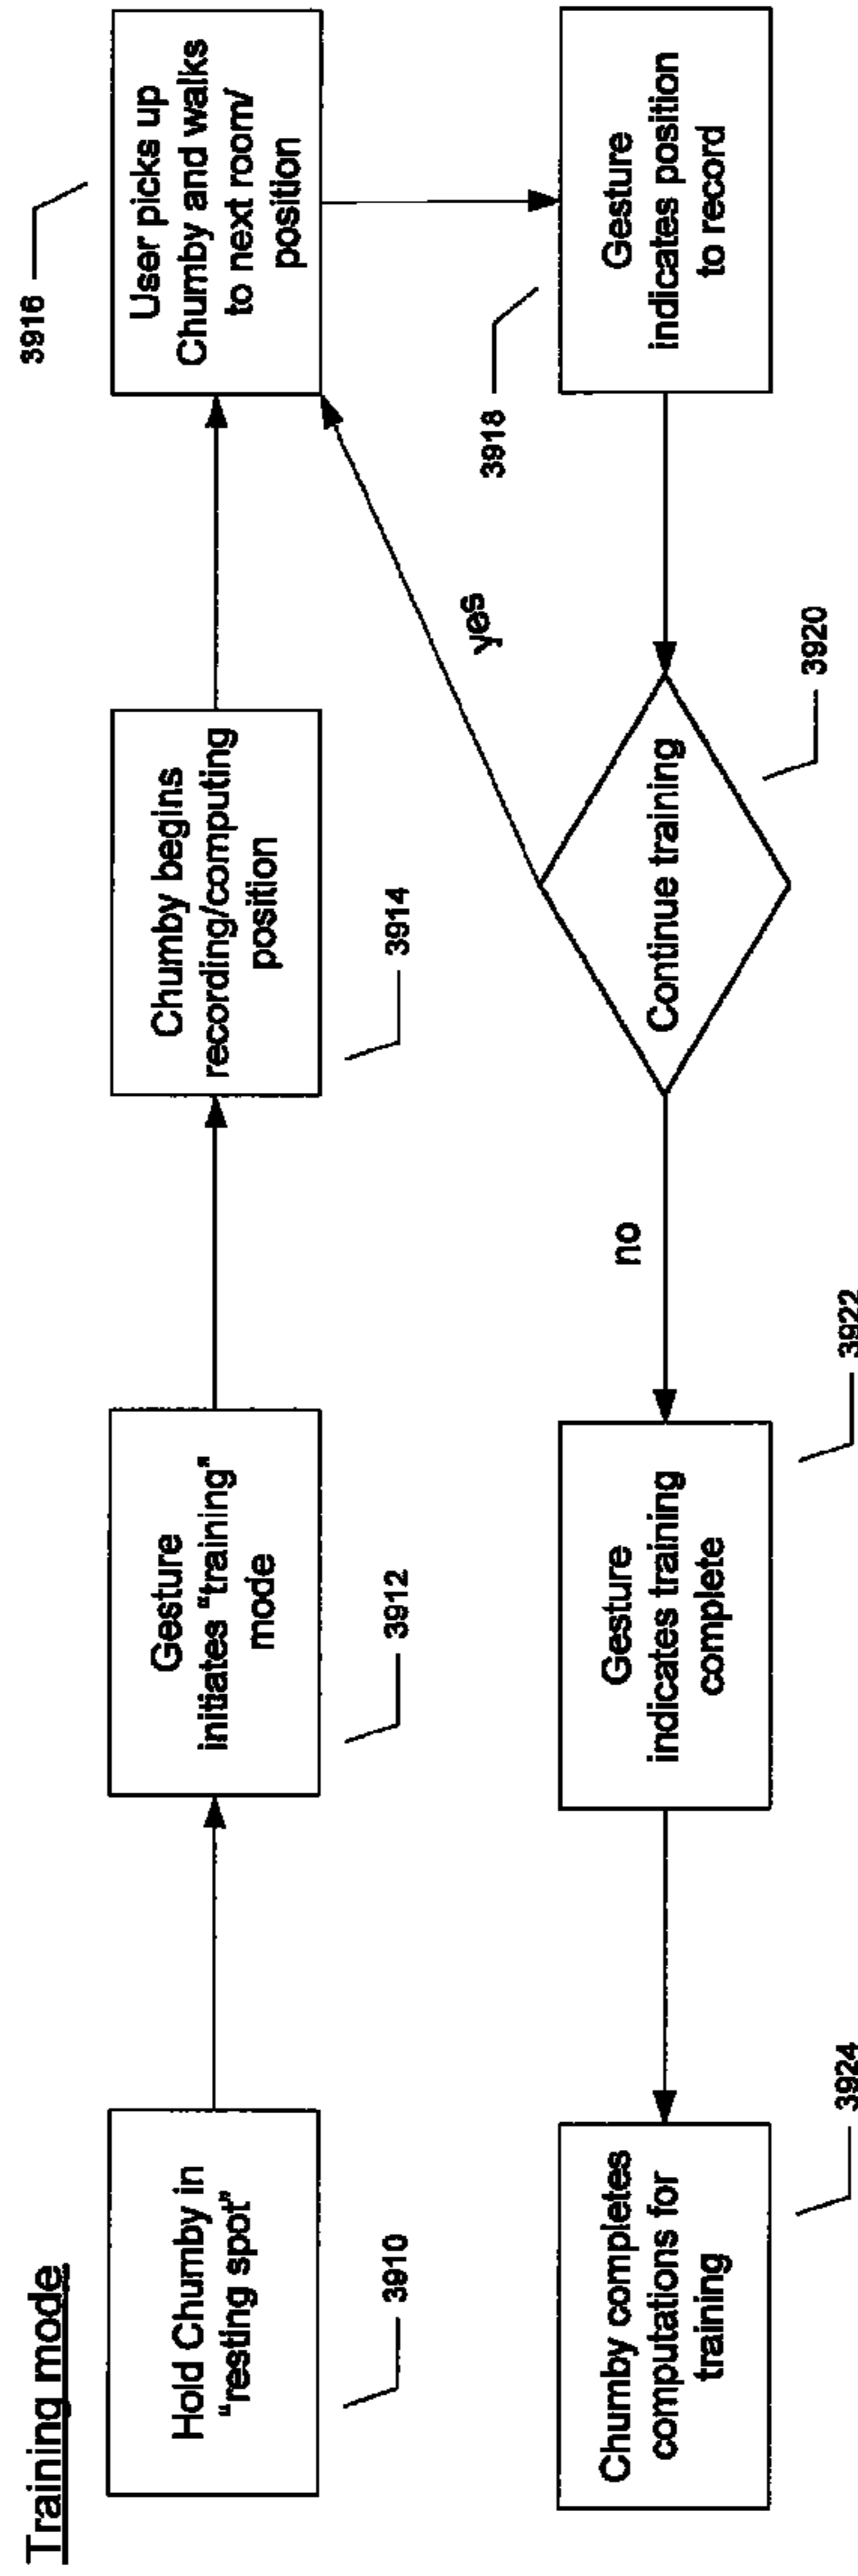 Training mode
Hold Chumby in
“resting spot”
3910
Gesture
initiates “training”
mode
3912
Chumby begins
recording/computing
position
3914
User picks up
Chumby and walks
to next room/
position
3916
Gesture
indicates position
to record
3918
Continue training
3920
yes
no
Gesture
indicates training
complete
3922
Chumby completes
computations for
training
3924